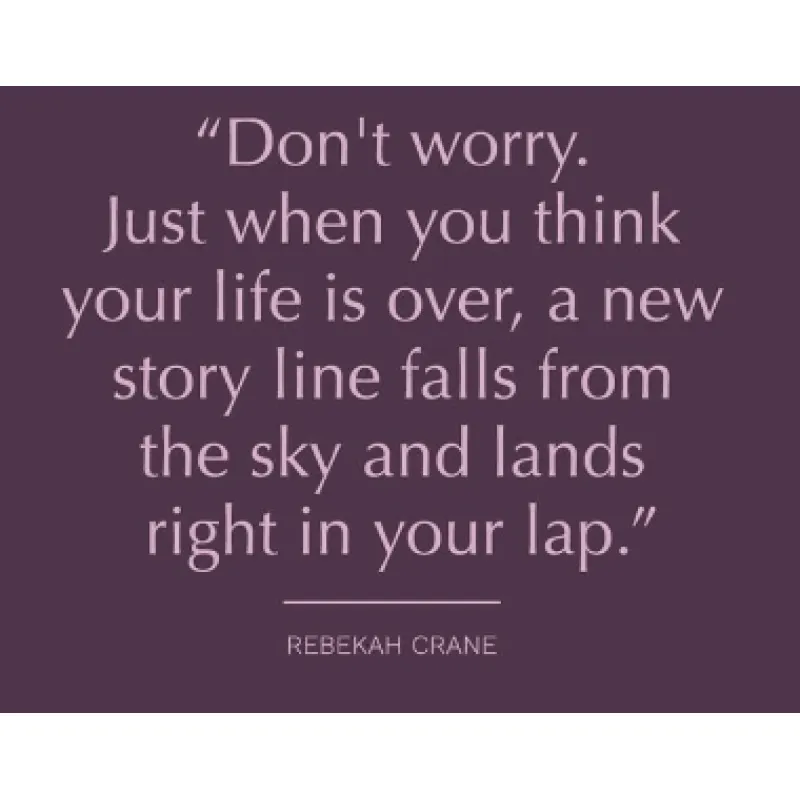 “Don't worry.
Just when you think
your life is over, a new
story line falls from
the sky and lands
right in your lap.”
REBEKAH CRANE